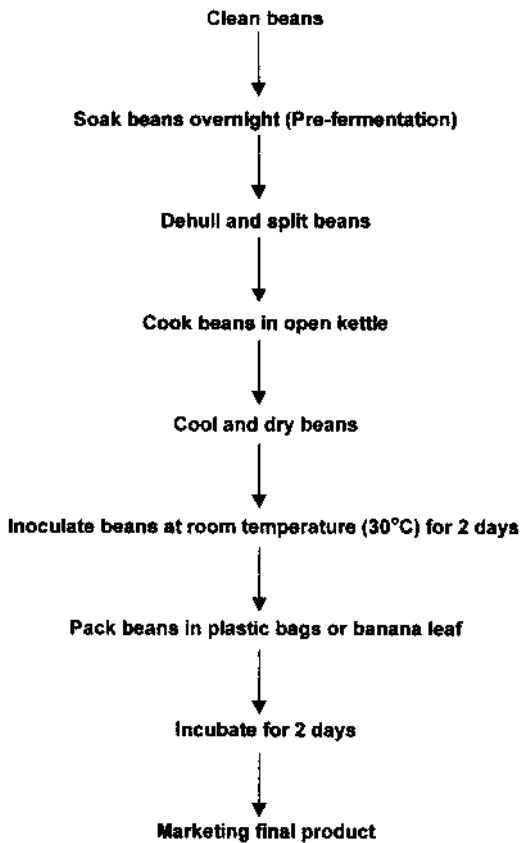 Clean beans
Soak beans overnight (Pre-fermentation)
Dehull and split beans
Cook beans in open kettle
Cool and dry beans
Inoculate beans at room temperature (30°C) for 2 days
Pack beans in plastic bags or banana leaf
Incubate for 2 days
Marketing final product